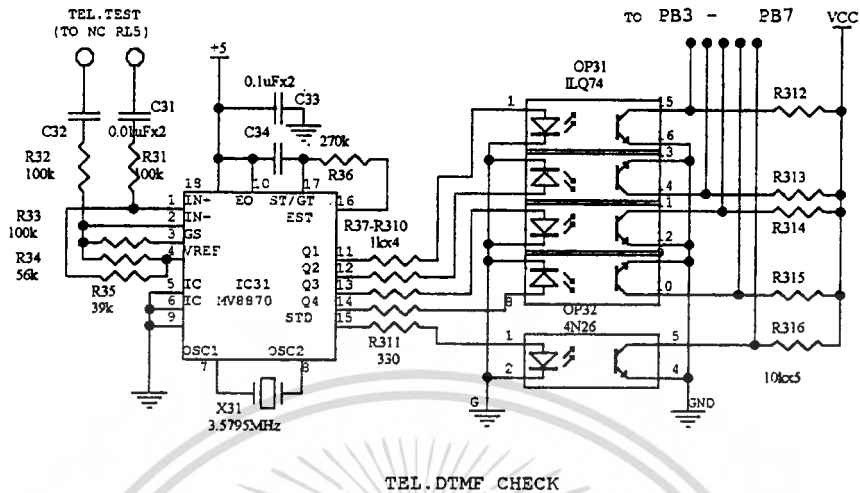 TEL.TEST
(TO NC RL5)
TO PB3 - PB7
VCC
+5
OP31
ILQ74
0.1uFx2
C33
C31
C32
0.01uFx2
C34
270k
R36
R32
100k
R31
100k
R312
R313
R314
R315
R316
10kx5
18
10
17
16
1
2
3
4
5
6
9
7
8
IN+
IN-
GS
VREF
IC
IC
OSC1
OSC2
EO
ST/GT
EST
Q1
Q2
Q3
Q4
STD
IC31
MV8870
11
12
13
14
15
R33
100k
R34
56k
R35
39k
R37-R310
1kx4
R311
330
X31
3.5795MHz
1
8
5
6
3
4
1
2
9
0
OP32
4N26
1
2
5
4
G
GND
TEL.DTMF CHECK